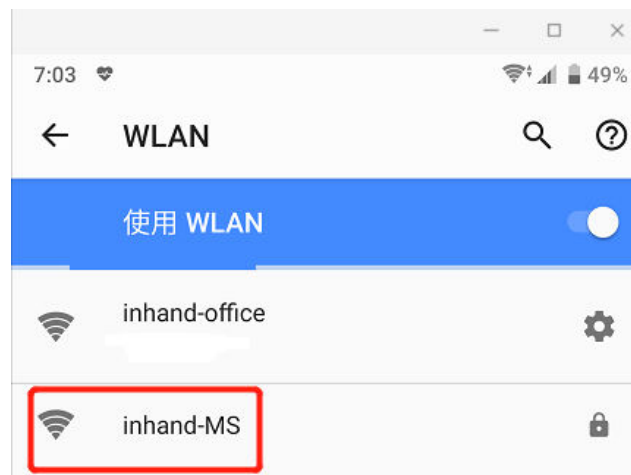 7:03 49%
WLAN
使用 WLAN
inhand-office
inhand-MS